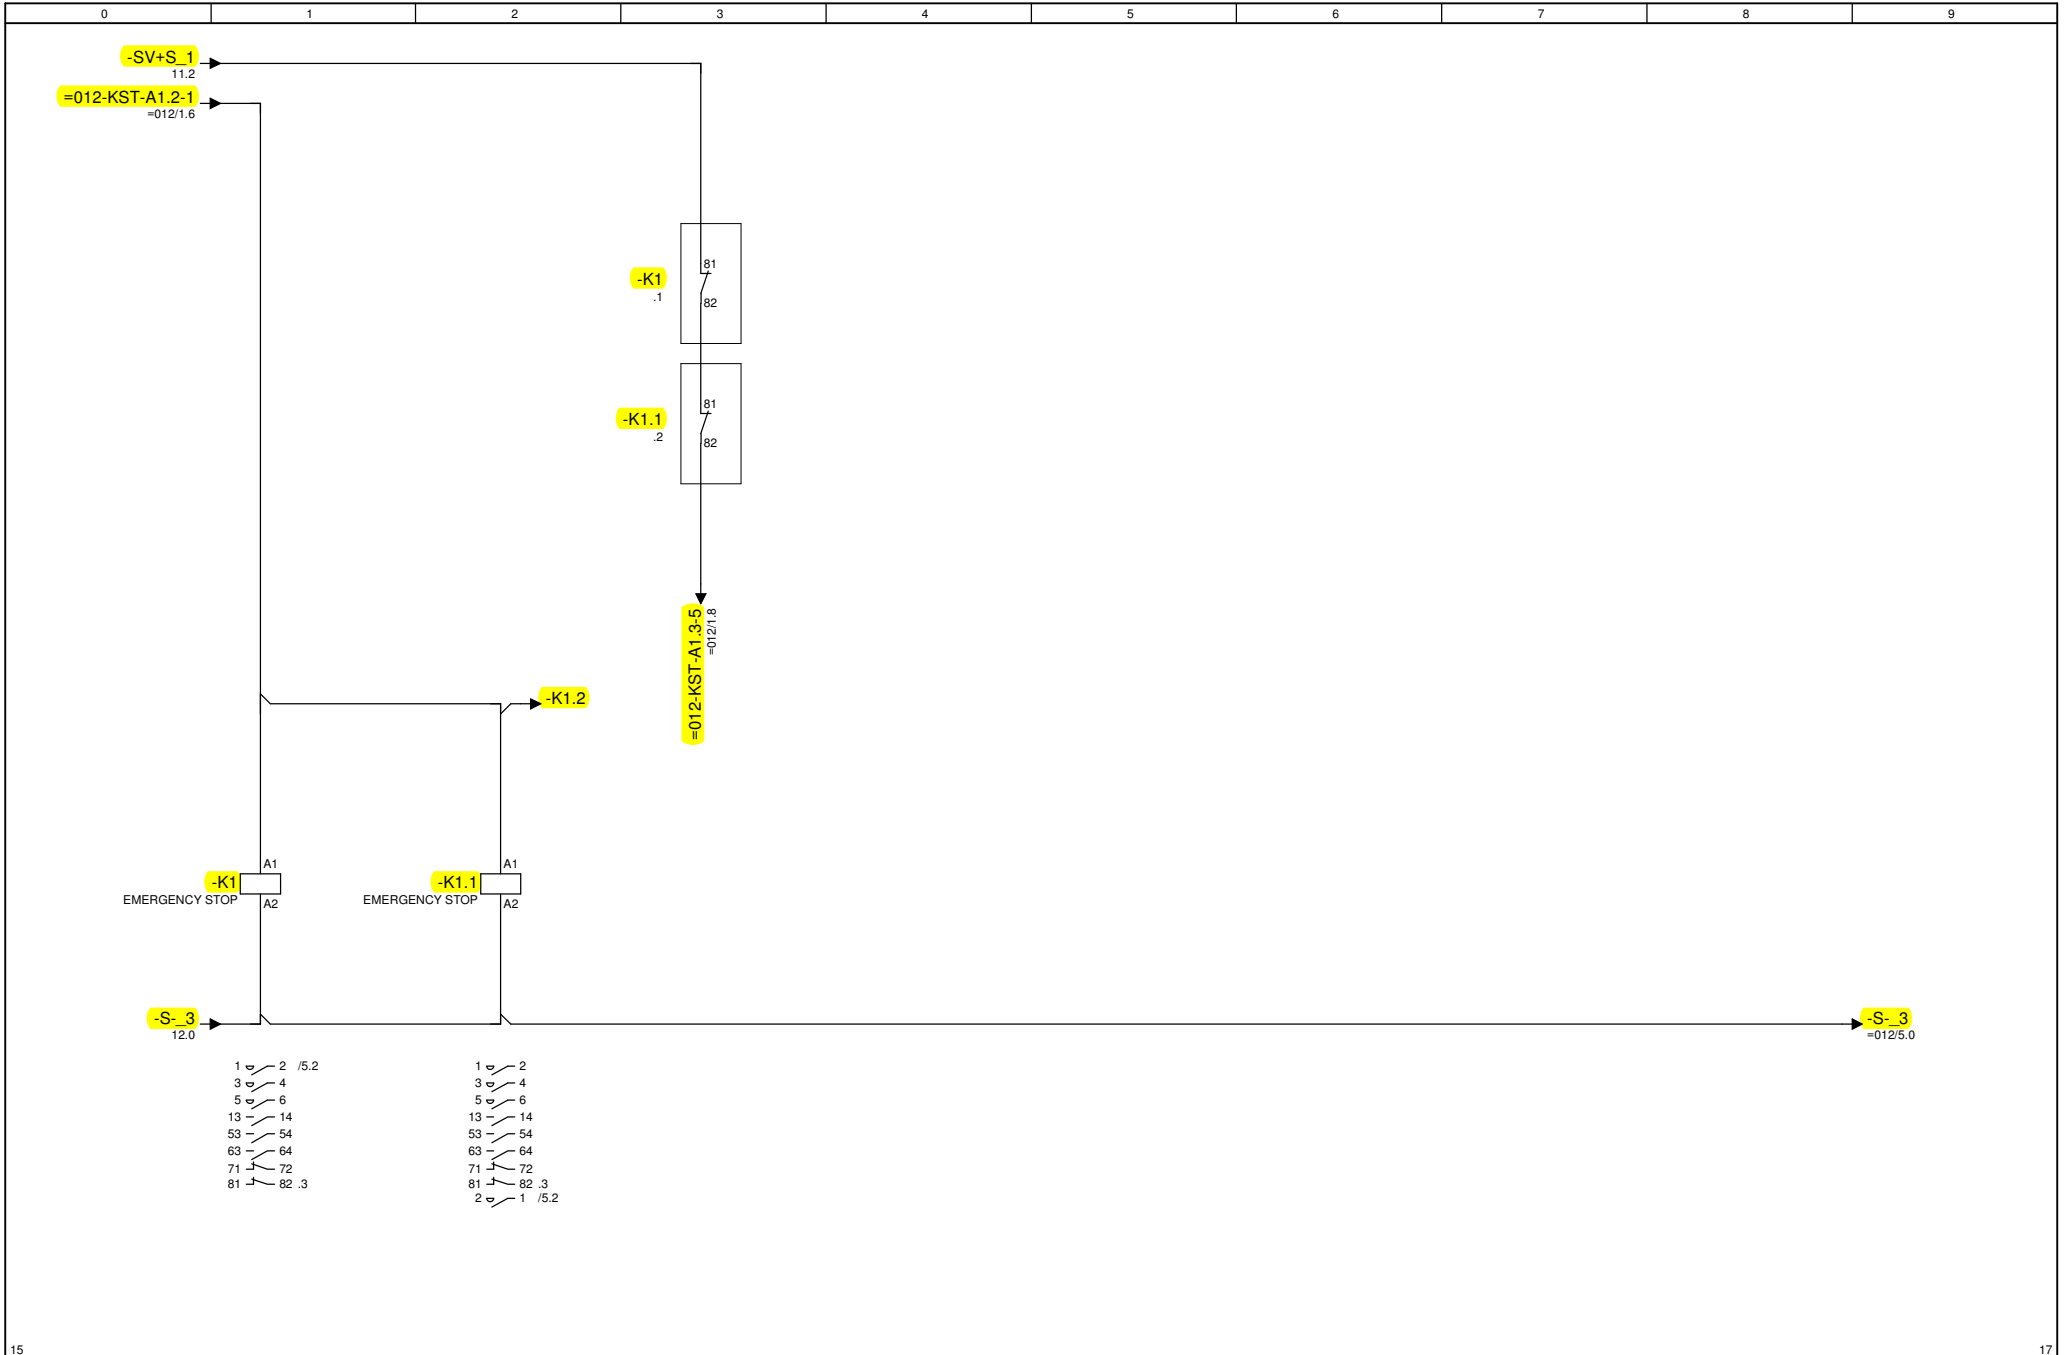 0 1 2 3 4 5 6 7 8 9
-SV+S_1
11.2
=012-KST-A1.2-1
=012/1.6
-K1
.1
81
82
-K1.1
.2
81
82
=012-KST-A1.3-5
=012/1.8
-K1.2
-K1
EMERGENCY STOP
A1
A2
-K1.1
EMERGENCY STOP
A1
A2
-S-_3
12.0
-S-_3
=012/5.0
1 2 /5.2
3 4
5 6
13 14
53 54
63 64
71 72
81 82 .3
1 2
3 4
5 6
13 14
53 54
63 64
71 72
81 82 .3
2 1 /5.2
15
17